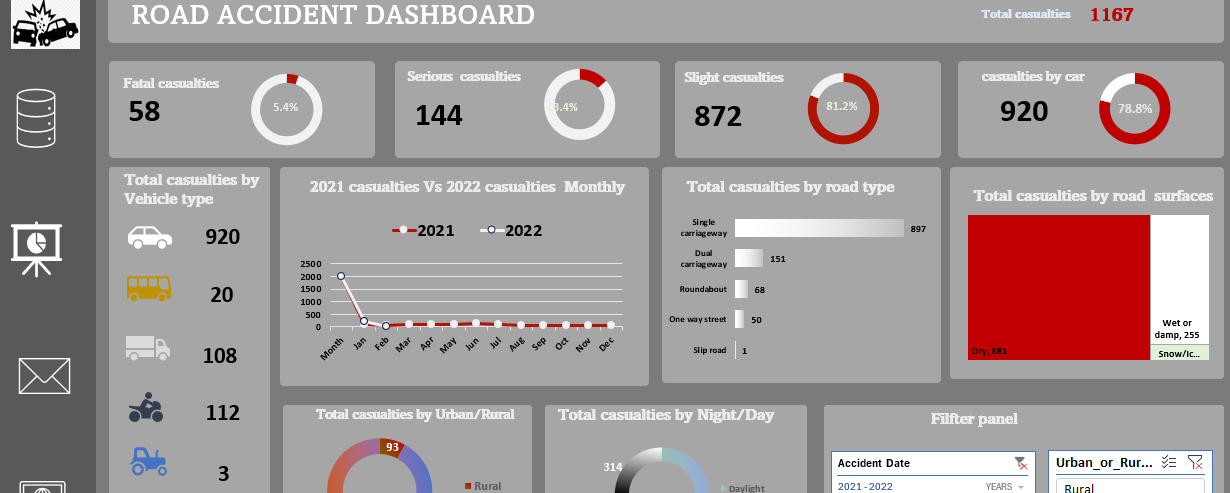 ROAD ACCIDENT DASHBOARD
Total casualties 1167
Fatal casualties
58
5.4%
Serious casualties
144
13.4%
Slight casualties
872
81.2%
casualties by car
920
78.8%
Total casualties by
Vehicle type
920
20
108
112
3
2021 casualties Vs 2022 casualties Monthly
2021 2022
2500
2000
1500
1000
500
0
Month Jan Feb Mar Apr May Jun Jul Aug Sep Oct Nov Dec
Total casualties by road type
Single
carriageway 897
Dual
carriageway 151
Roundabout 68
One way street 50
Slip road 1
Total casualties by road surfaces
Dry, 881
Wet or
damp, 255
Snow/Ic...
Total casualties by Urban/Rural
93
Rural
Total casualties by Night/Day
314
Daylight
Filfter panel
Accident Date
2021 - 2022 YEARS
Urban_or_Rur...
Rural